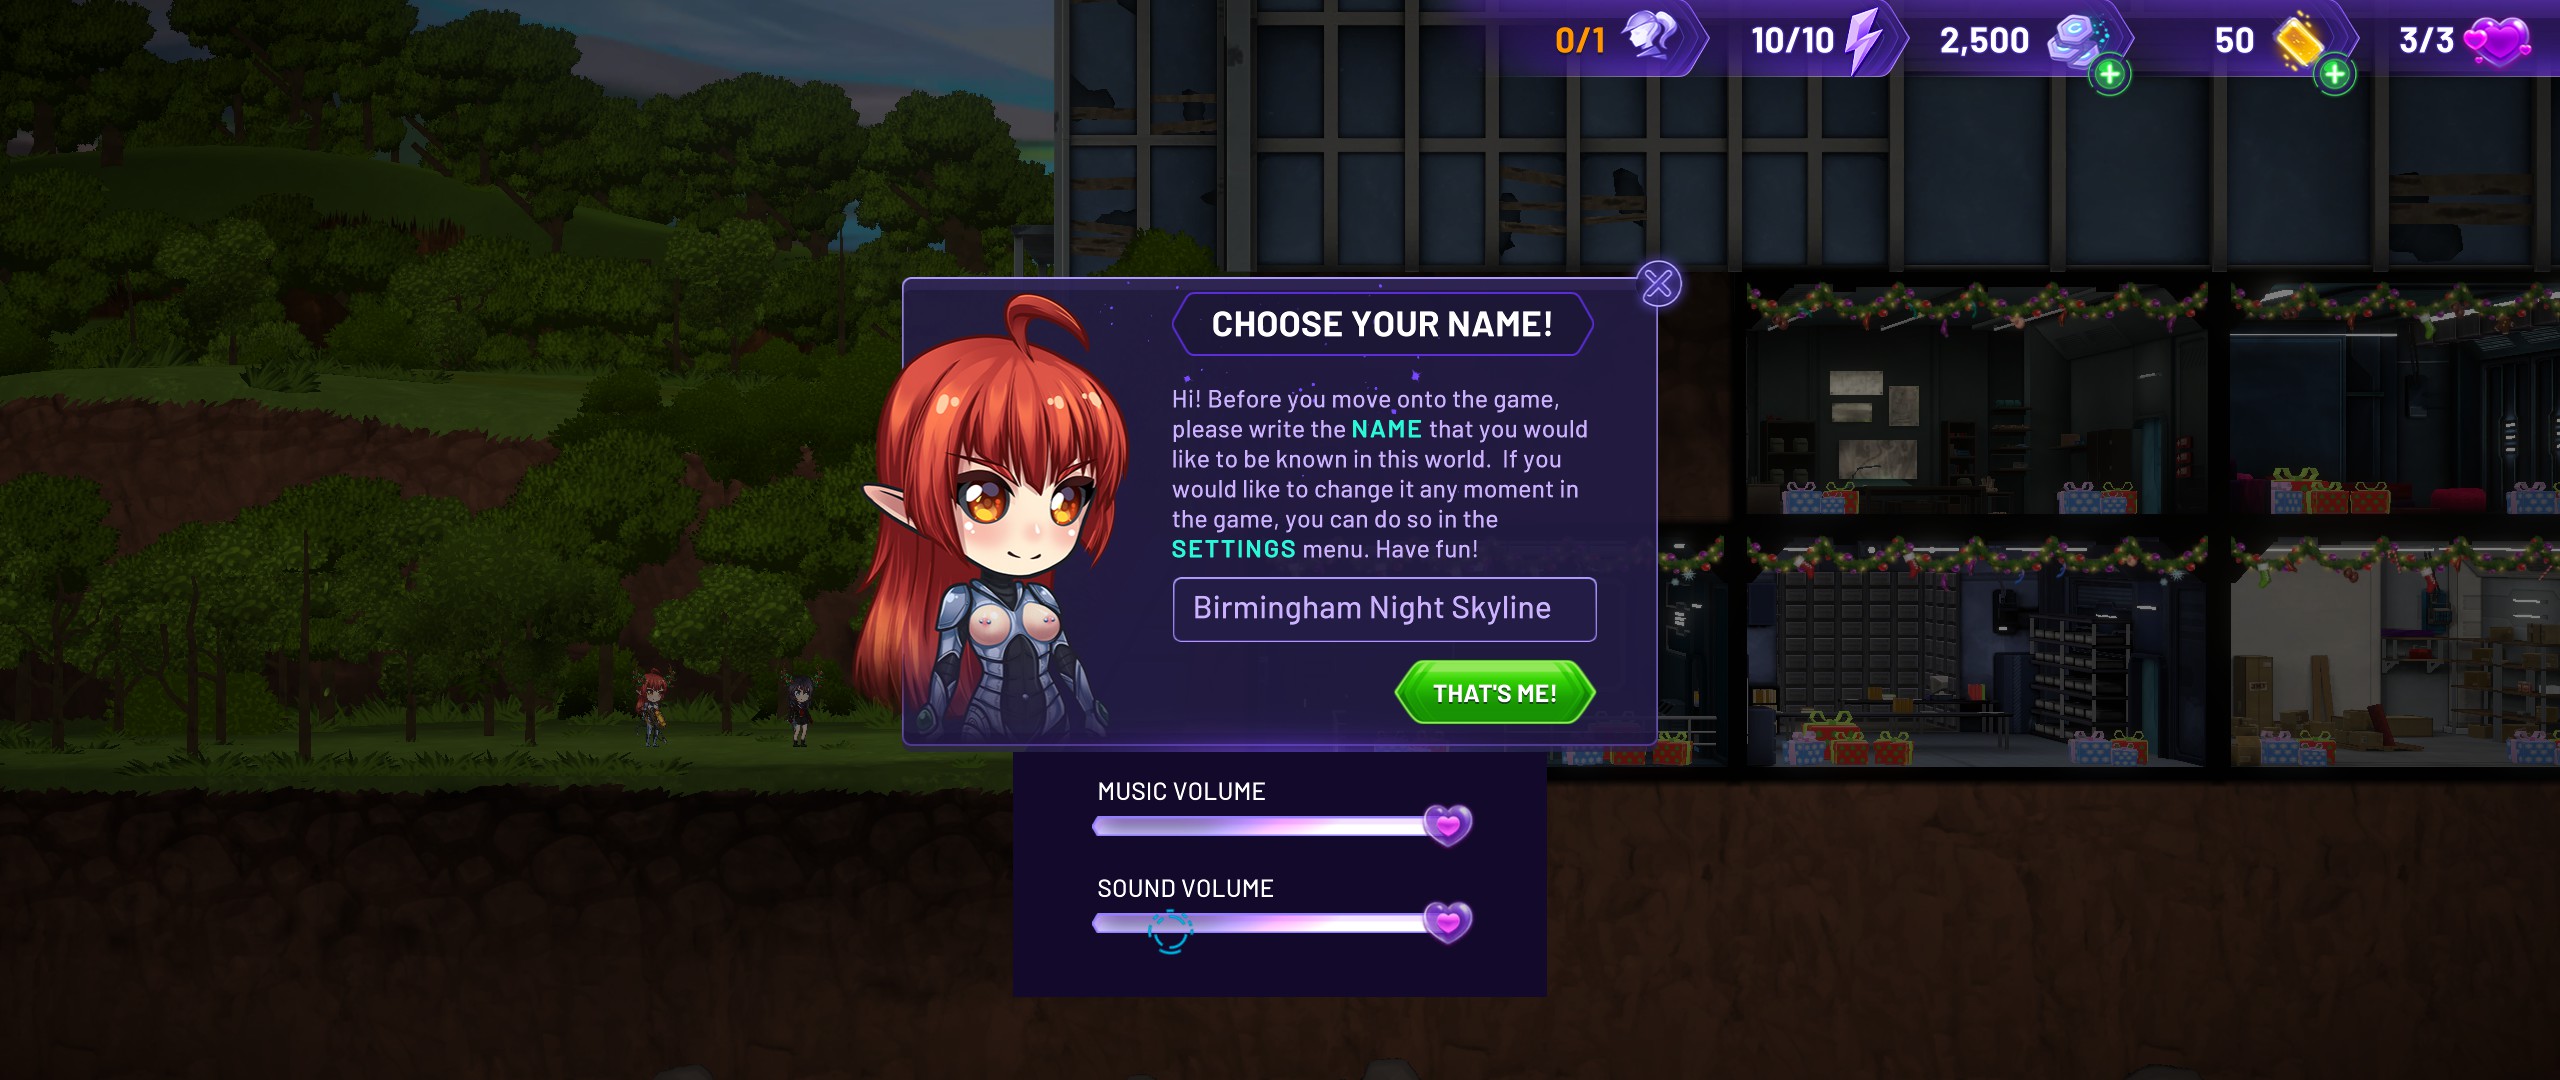 0/1
10/10
2,500
50
3/3
CHOOSE YOUR NAME!
Hi! Before you move onto the game,
please write the NAME that you would
like to be known in this world. If you
would like to change it any moment in
the game, you can do so in the
SETTINGS menu. Have fun!
Birmingham Night Skyline
THAT'S ME!
MUSIC VOLUME
SOUND VOLUME